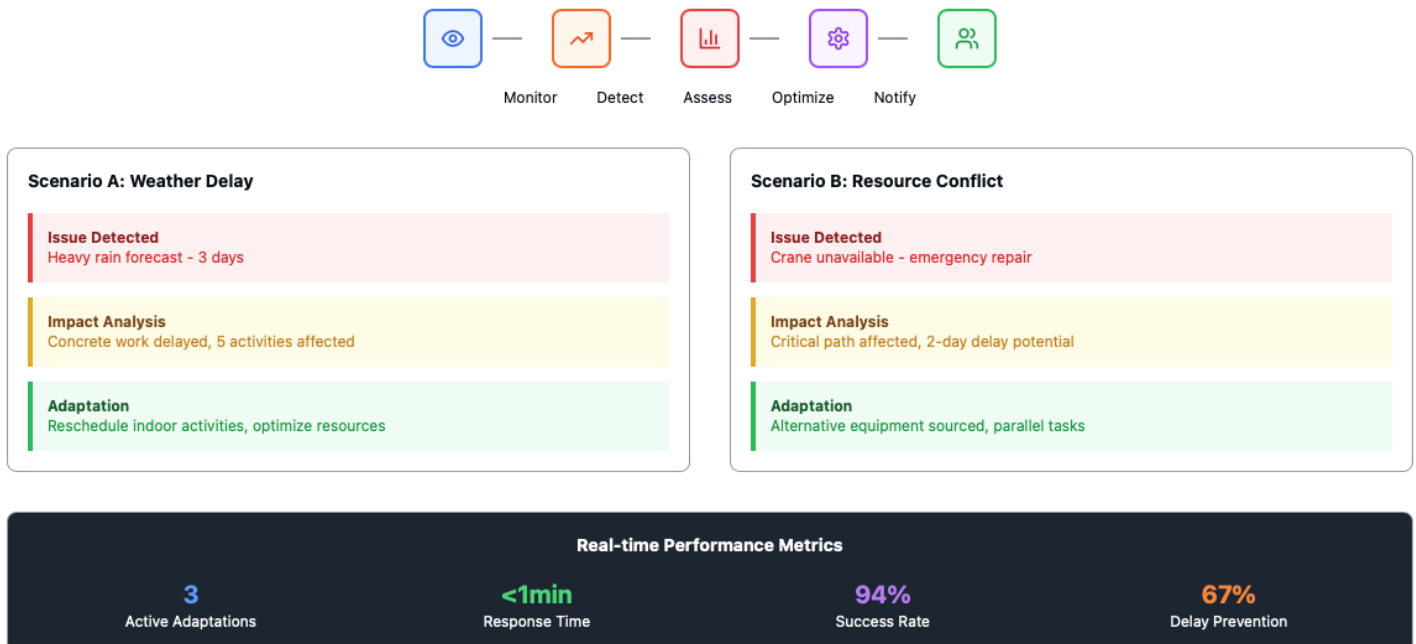 Monitor Detect Assess Optimize Notify
Scenario A: Weather Delay
Issue Detected
Heavy rain forecast - 3 days
Impact Analysis
Concrete work delayed, 5 activities affected
Adaptation
Reschedule indoor activities, optimize resources
Scenario B: Resource Conflict
Issue Detected
Crane unavailable - emergency repair
Impact Analysis
Critical path affected, 2-day delay potential
Adaptation
Alternative equipment sourced, parallel tasks
Real-time Performance Metrics
3
Active Adaptations
<1min
Response Time
94%
Success Rate
67%
Delay Prevention